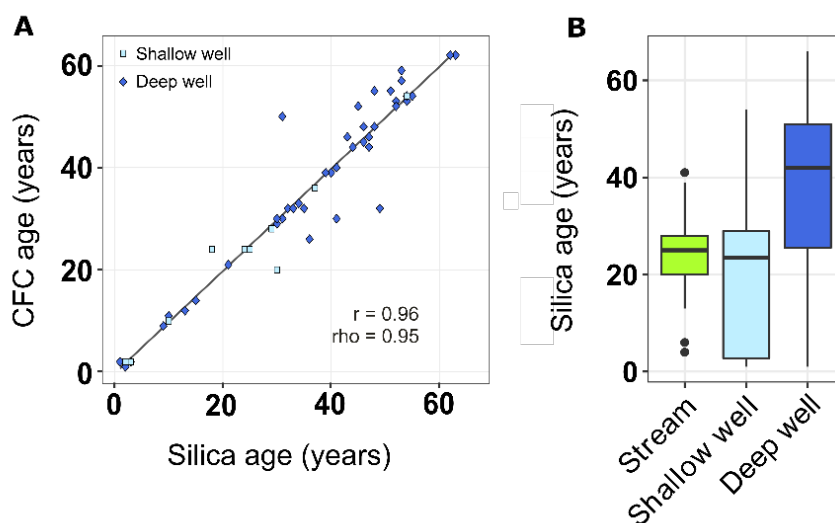 A
Shallow well
Deep well
60
40
20
0
CFC age (years)
r = 0.96
rho = 0.95
0 20 40 60
Silica age (years)
B
60
40
20
0
Silica age (years)
Stream
Shallow well
Deep well